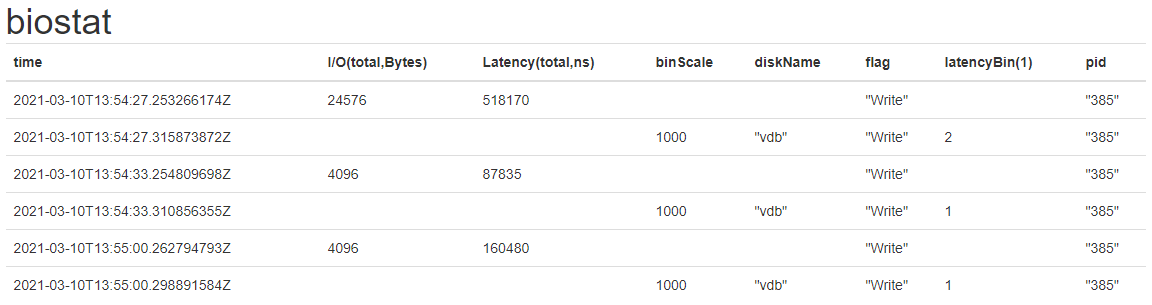 biostat
time I/O(total,Bytes) Latency(total,ns) binScale diskName flag latencyBin(1) pid
2021-03-10T13:54:27.253266174Z 24576 518170 "Write" "385"
2021-03-10T13:54:27.315873872Z 1000 "vdb" "Write" 2 "385"
2021-03-10T13:54:33.254809698Z 4096 87835 "Write" "385"
2021-03-10T13:54:33.310856355Z 1000 "vdb" "Write" 1 "385"
2021-03-10T13:55:00.262794793Z 4096 160480 "Write" "385"
2021-03-10T13:55:00.298891584Z 1000 "vdb" "Write" 1 "385"